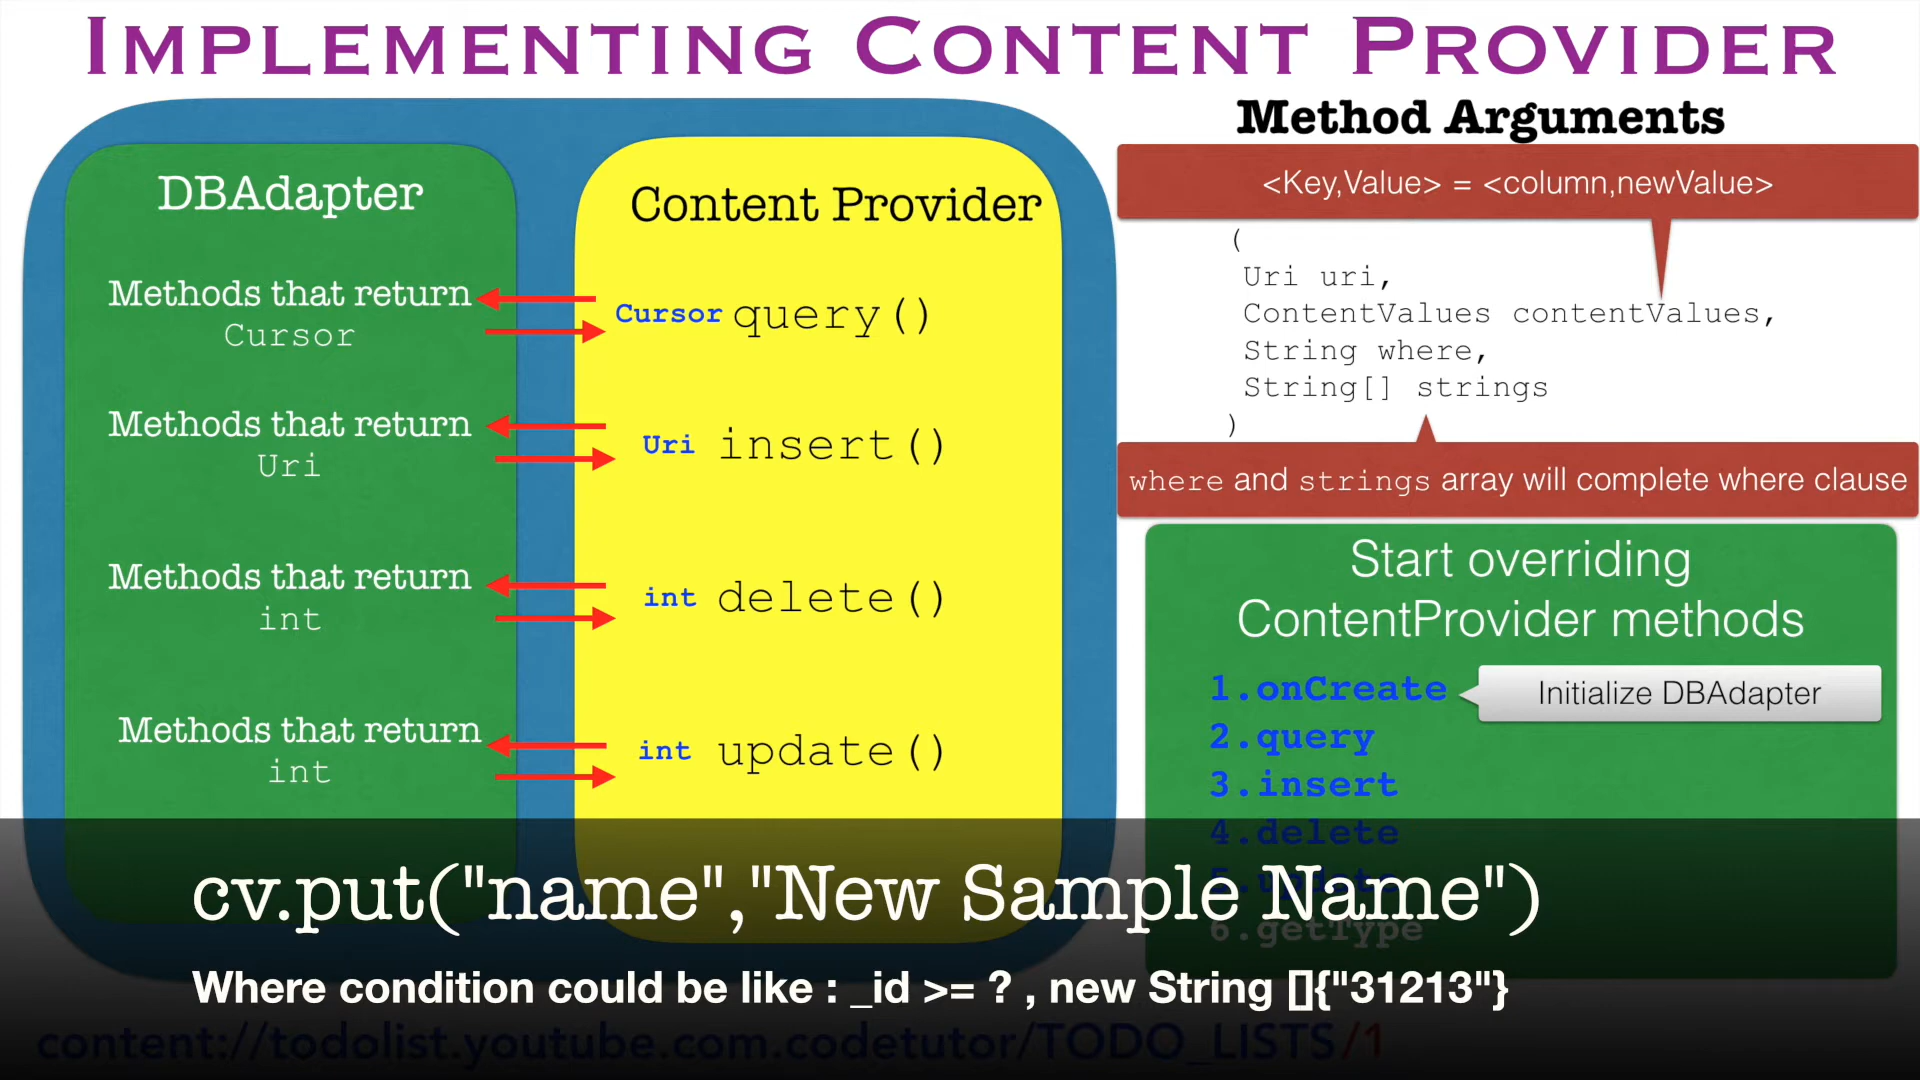 IMPLEMENTING CONTENT PROVIDER
DBAdapter
Methods that return
Cursor
Methods that return
Uri
Methods that return
int
Methods that return
int
Content Provider
Cursor query()
Uri insert()
int delete()
int update()
Method Arguments
<Key,Value> = <column,newValue>
(
Uri uri,
ContentValues contentValues,
String where,
String[] strings
)
where and strings array will complete where clause
Start overriding
ContentProvider methods
1.onCreate
Initialize DBAdapter
2.query
3.insert
4.delete
5.update
6.getType
cv.put("name","New Sample Name")
Where condition could be like : _id >= ? , new String []{"31213"}
content://todolist.youtube.com.codetutor/TODO_LISTS/1